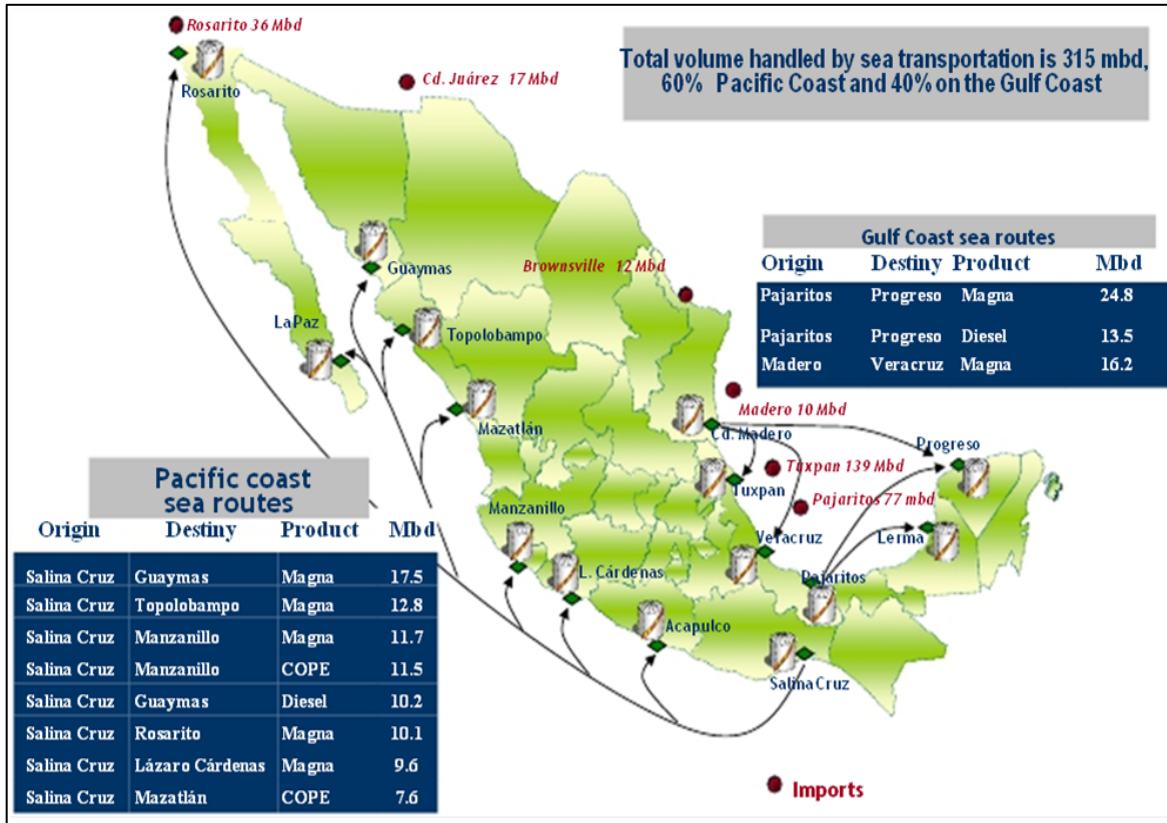 Rosarito 36 Mbd
Rosarito
Cd. Juárez 17 Mbd
Total volume handled by sea transportation is 315 mbd,
60% Pacific Coast and 40% on the Gulf Coast
Guaymas
Brownsville 12 Mbd
La Paz
Topolobampo
Mazatlán
Gulf Coast sea routes
Origin Destiny Product Mbd
Pajaritos Progreso Magna 24.8
Pajaritos Progreso Diesel 13.5
Madero Veracruz Magna 16.2
Madero 10 Mbd
Cd. Madero
Progreso
Tuxpan 139 Mbd
Tuxpan
Pajaritos 77 mbd
Manzanillo
Veracruz
Lerma
L. Cárdenas
Pajaritos
Acapulco
Salina Cruz
Pacific coast
sea routes
Origin Destiny Product Mbd
Salina Cruz Guaymas Magna 17.5
Salina Cruz Topolobampo Magna 12.8
Salina Cruz Manzanillo Magna 11.7
Salina Cruz Manzanillo COPE 11.5
Salina Cruz Guaymas Diesel 10.2
Salina Cruz Rosarito Magna 10.1
Salina Cruz Lázaro Cárdenas Magna 9.6
Salina Cruz Mazatlán COPE 7.6
Imports